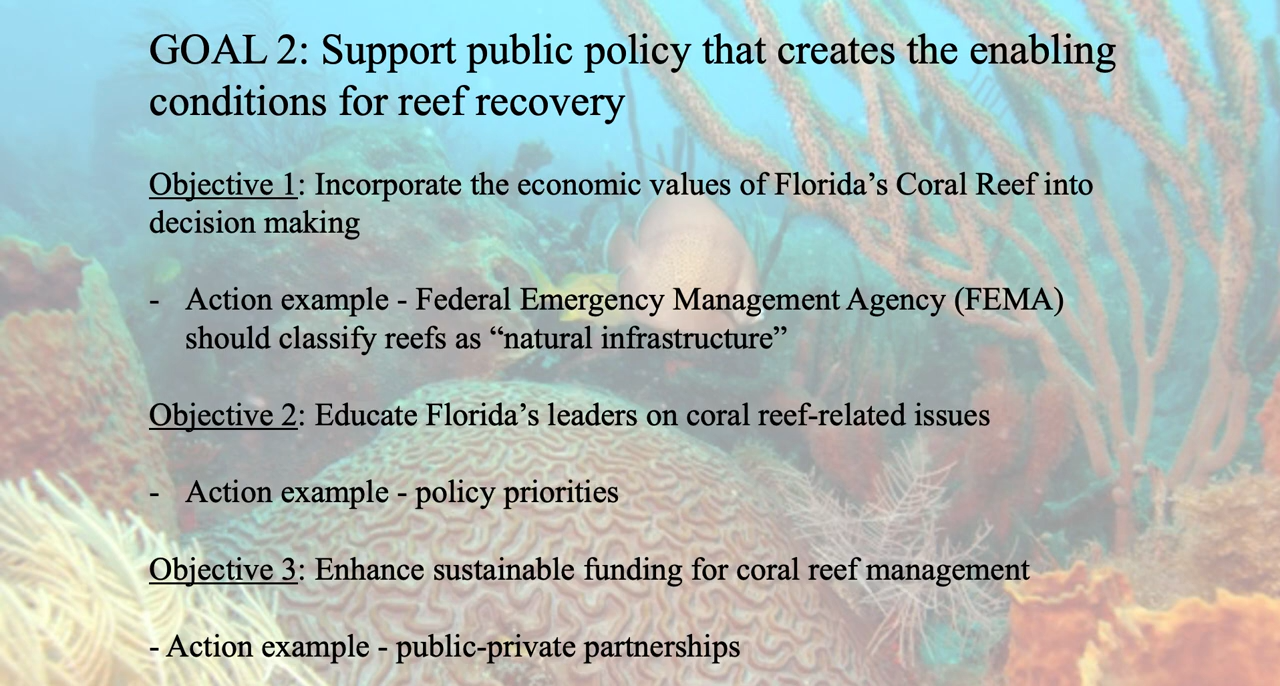 GOAL 2: Support public policy that creates the enabling
conditions for reef recovery
Objective 1: Incorporate the economic values of Florida’s Coral Reef into
decision making
- Action example - Federal Emergency Management Agency (FEMA)
should classify reefs as “natural infrastructure”
Objective 2: Educate Florida’s leaders on coral reef-related issues
- Action example - policy priorities
Objective 3: Enhance sustainable funding for coral reef management
- Action example - public-private partnerships